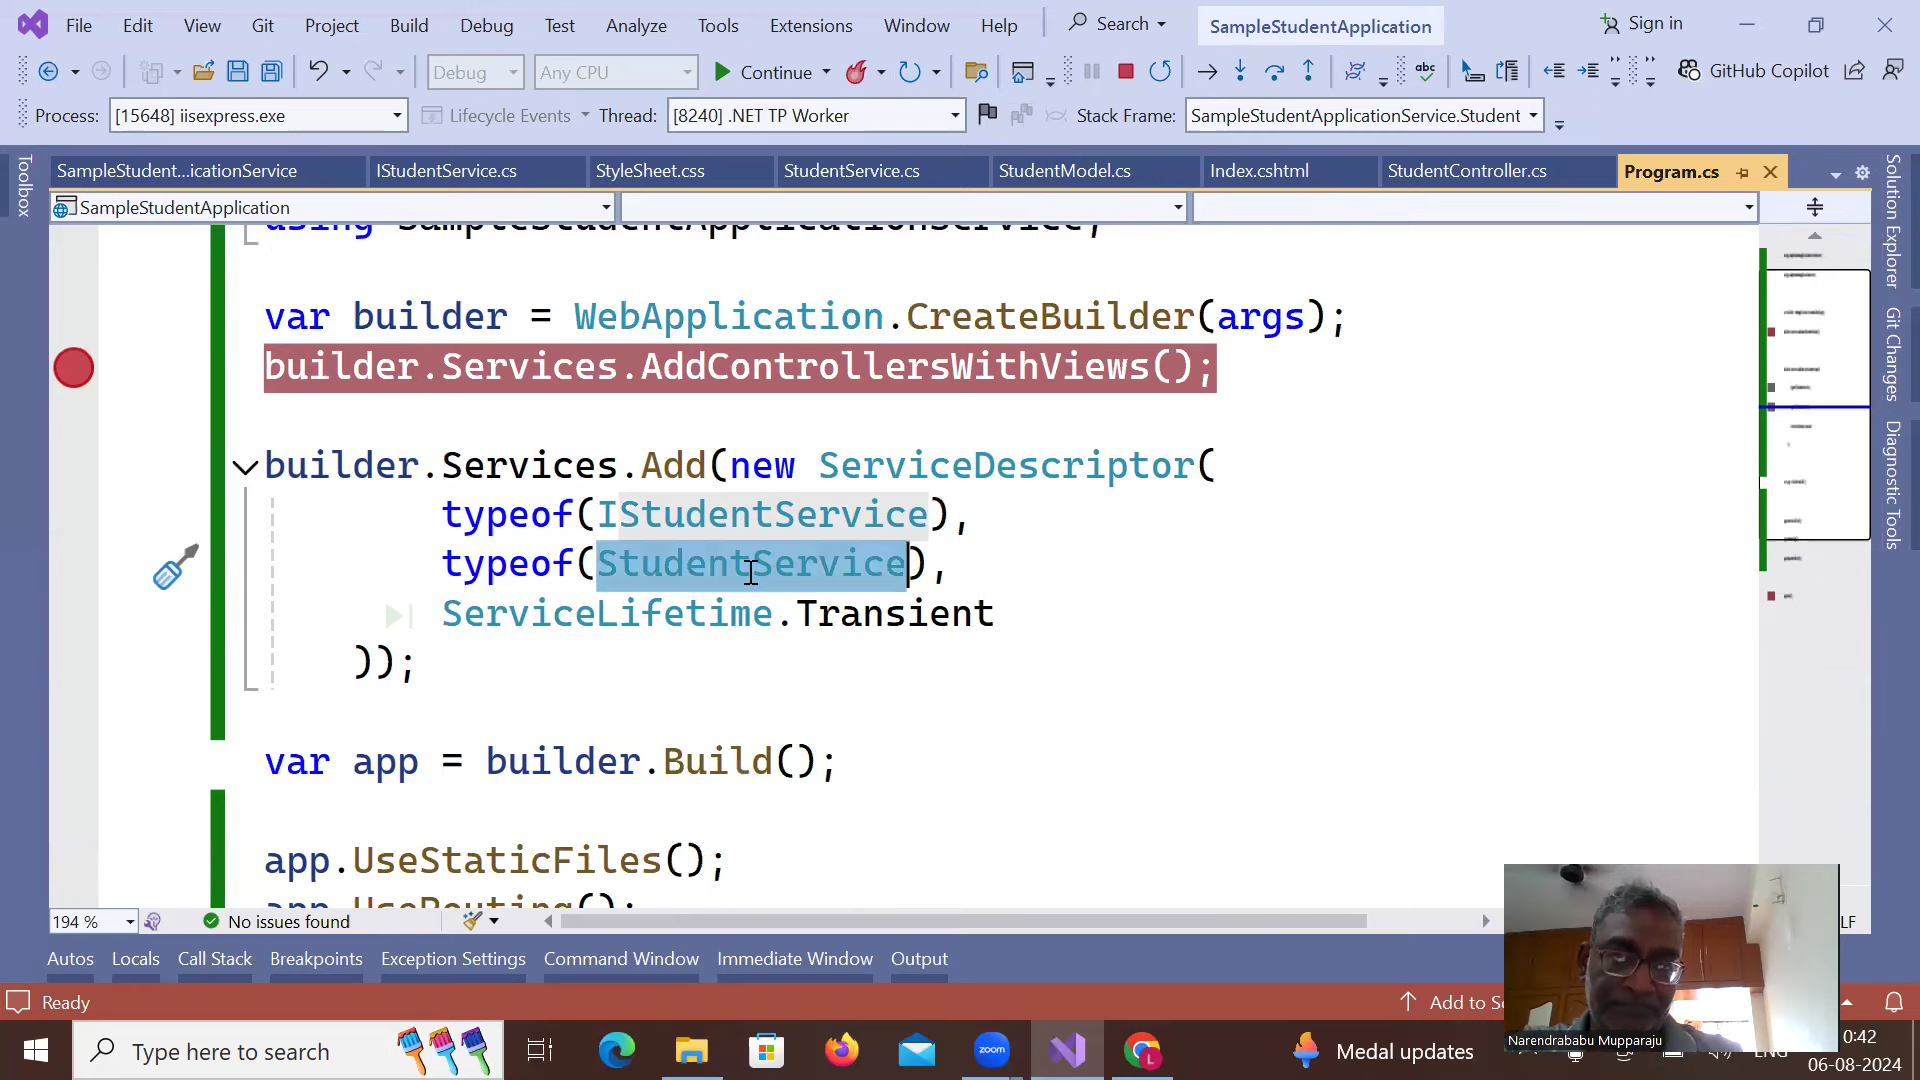 File Edit View Git Project Build Debug Test Analyze Tools Extensions Window Help Search SampleStudentApplication Sign in
Debug Any CPU Continue GitHub Copilot
Process: [15648] iisexpress.exe Lifecycle Events Thread: [8240] .NET TP Worker Stack Frame: SampleStudentApplicationService.Student
Toolbox
SampleStudent...icationService IStudentService.cs StyleSheet.css StudentService.cs StudentModel.cs Index.cshtml StudentController.cs Program.cs
SampleStudentApplication
using SampleStudentApplicationService;
var builder = WebApplication.CreateBuilder(args);
builder.Services.AddControllersWithViews();
builder.Services.Add(new ServiceDescriptor(
typeof(IStudentService),
typeof(StudentService),
ServiceLifetime.Transient
));
var app = builder.Build();
app.UseStaticFiles();
app.UseRouting();
Solution Explorer
Git Changes
Diagnostic Tools
194 % No issues found LF
Autos Locals Call Stack Breakpoints Exception Settings Command Window Immediate Window Output
Ready Add to
Type here to search zoom L Medal updates ENG 0:42
06-08-2024
Narendrababu Mupparaju